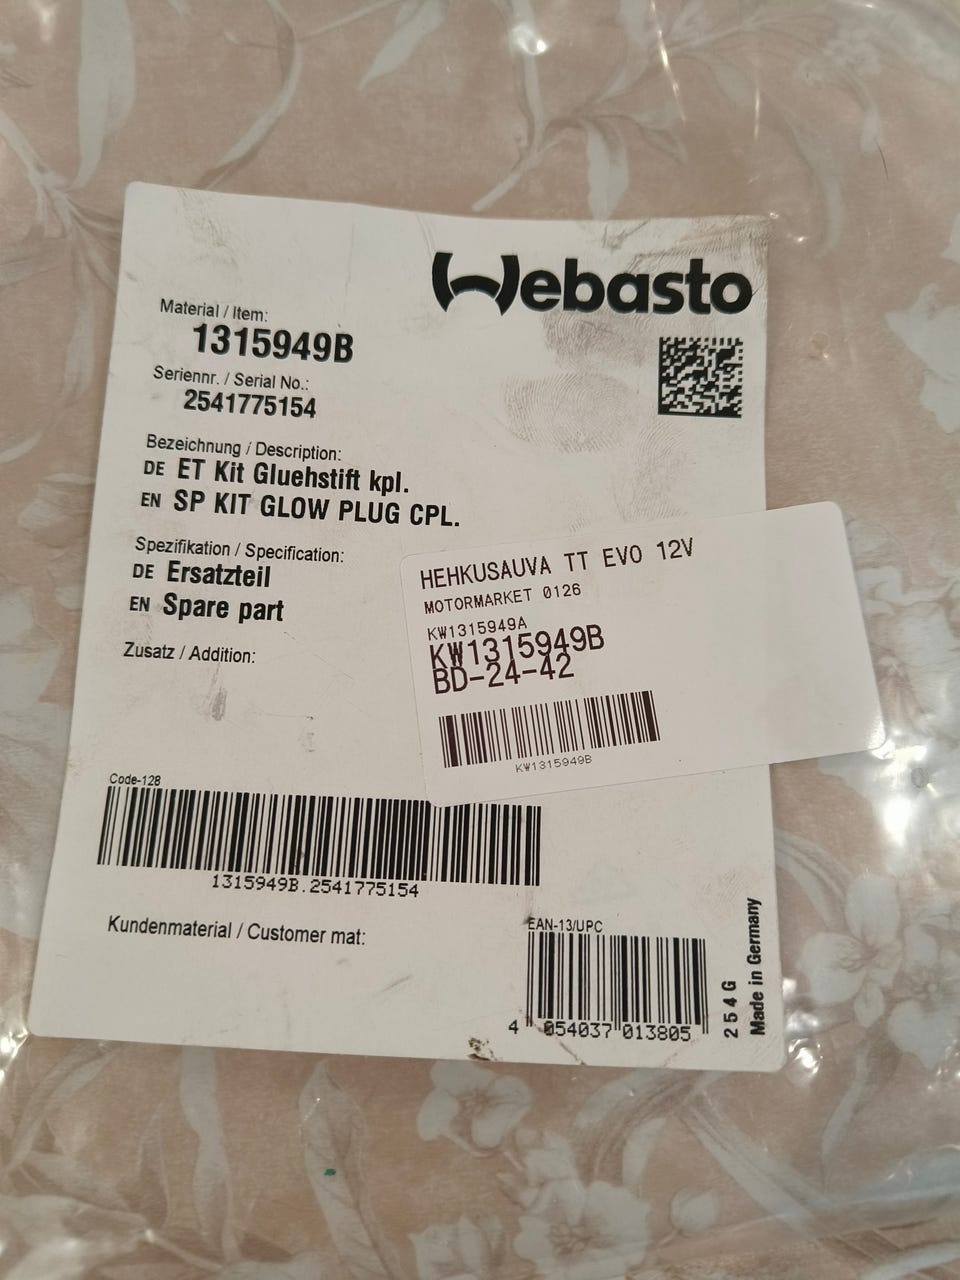 Webasto
Material / Item:
1315949B
Seriennr. / Serial No.:
2541775154
Bezeichnung / Description:
DE ET Kit Gluehstift kpl.
EN SP KIT GLOW PLUG CPL.
Spezifikation / Specification:
DE Ersatzteil
EN Spare part
Zusatz / Addition:
HEHKUSAUVA TT EVO 12V
MOTORMARKET 0126
KW1315949A
KW1315949B
BD-24-42
KW1315949B
Code-128
1315949B.2541775154
Kundenmaterial / Customer mat:
EAN-13/UPC
4 054037 013805
254G
Made in Germany